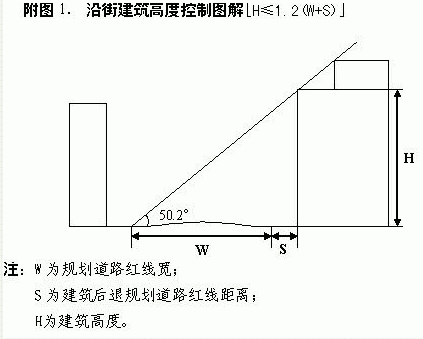 附图 1. 沿街建筑高度控制图解⌊H≤1.2(W+S)⌋
50.2°
H
W
S
注: W 为规划道路红线宽;
S 为建筑后退规划道路红线距离;
H为建筑高度。